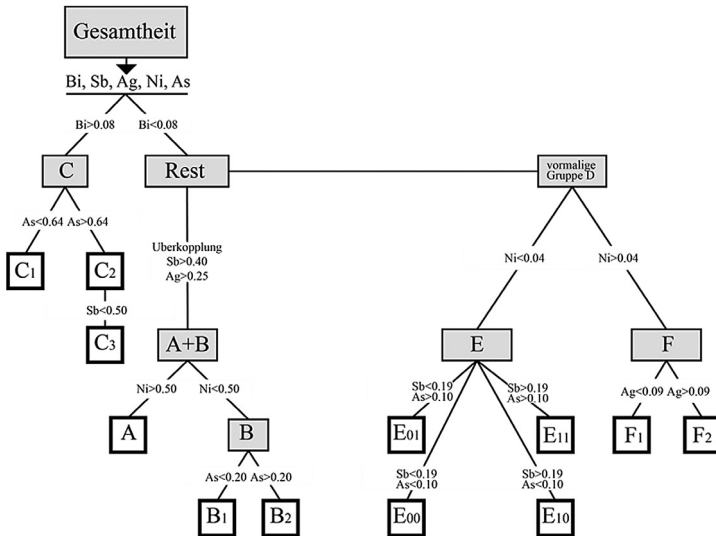 Gesamtheit
Bi, Sb, Ag, Ni, As
Bi>0.08
Bi<0.08
C
Rest
vormalige
Gruppe D
As<0.64
As>0.64
Uberkopplung
Sb>0.40
Ag>0.25
Ni<0.04
Ni>0.04
C1
C2
Sb<0.50
C3
A+B
E
F
Ni>0.50
Ni<0.50
Sb<0.19
As>0.10
Sb>0.19
As>0.10
Ag<0.09
Ag>0.09
A
B
E01
E11
F1
F2
As<0.20
As>0.20
Sb<0.19
As<0.10
Sb>0.19
As<0.10
B1
B2
E00
E10